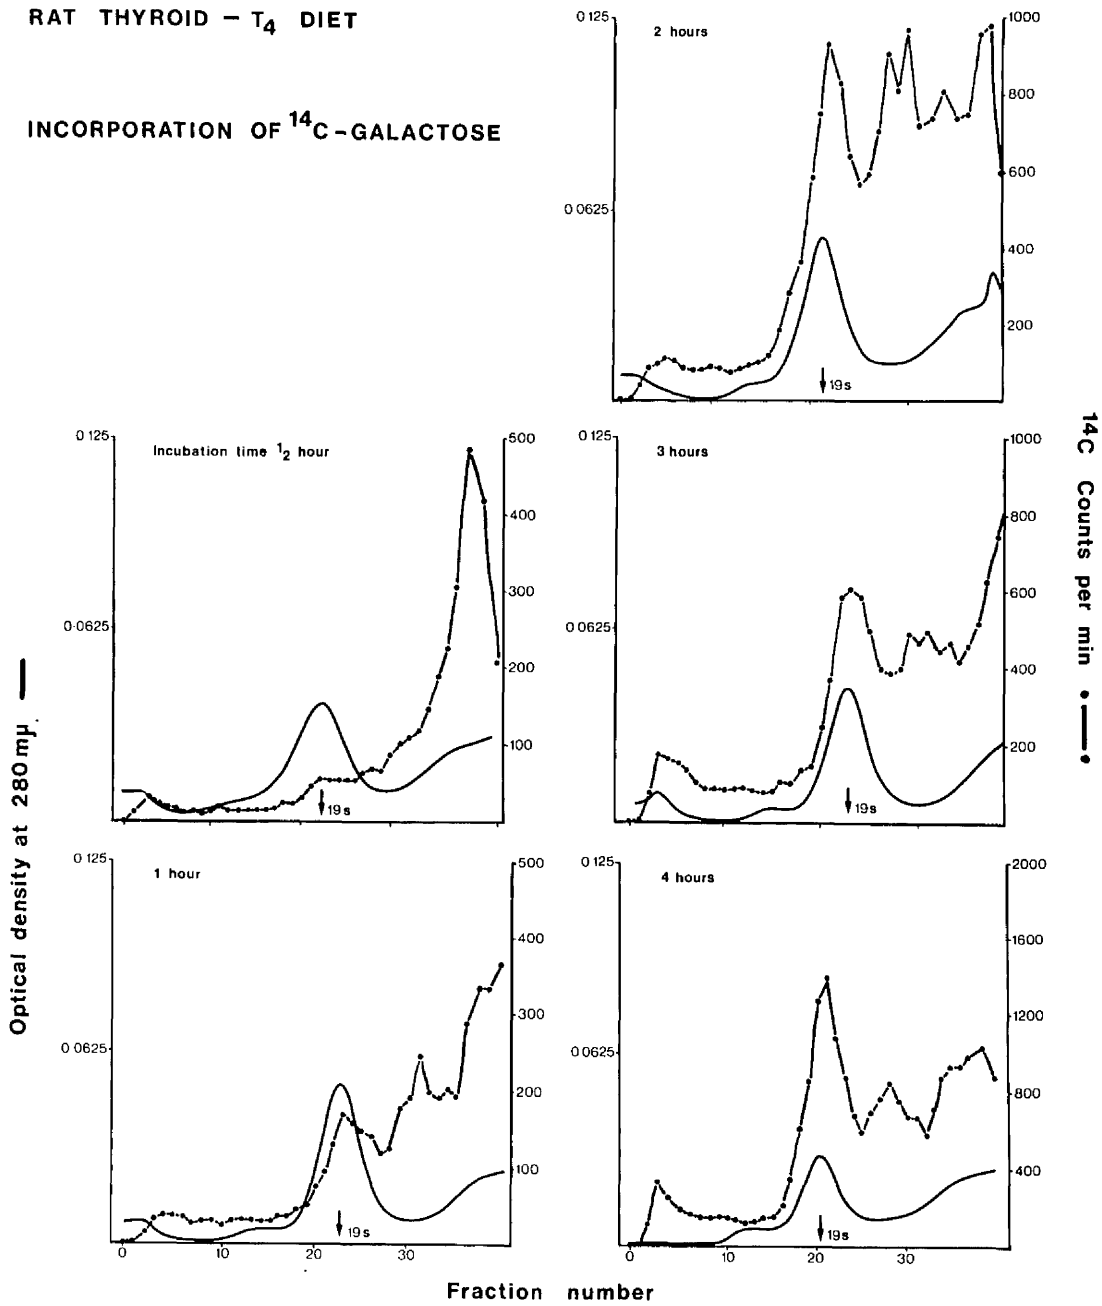 RAT THYROID – T4 DIET
INCORPORATION OF 14C-GALACTOSE
2 hours
0·125
0·0625
1000
800
600
400
200
19s
Incubation time 1/2 hour
0·125
0·0625
500
400
300
200
100
19s
3 hours
0·125
0·0625
1000
800
600
400
200
19s
1 hour
0·125
0·0625
500
400
300
200
100
19s
0 10 20 30
4 hours
0·125
0·0625
2000
1600
1200
800
400
19s
0 10 20 30
Optical density at 280 mμ
14C Counts per min
Fraction number